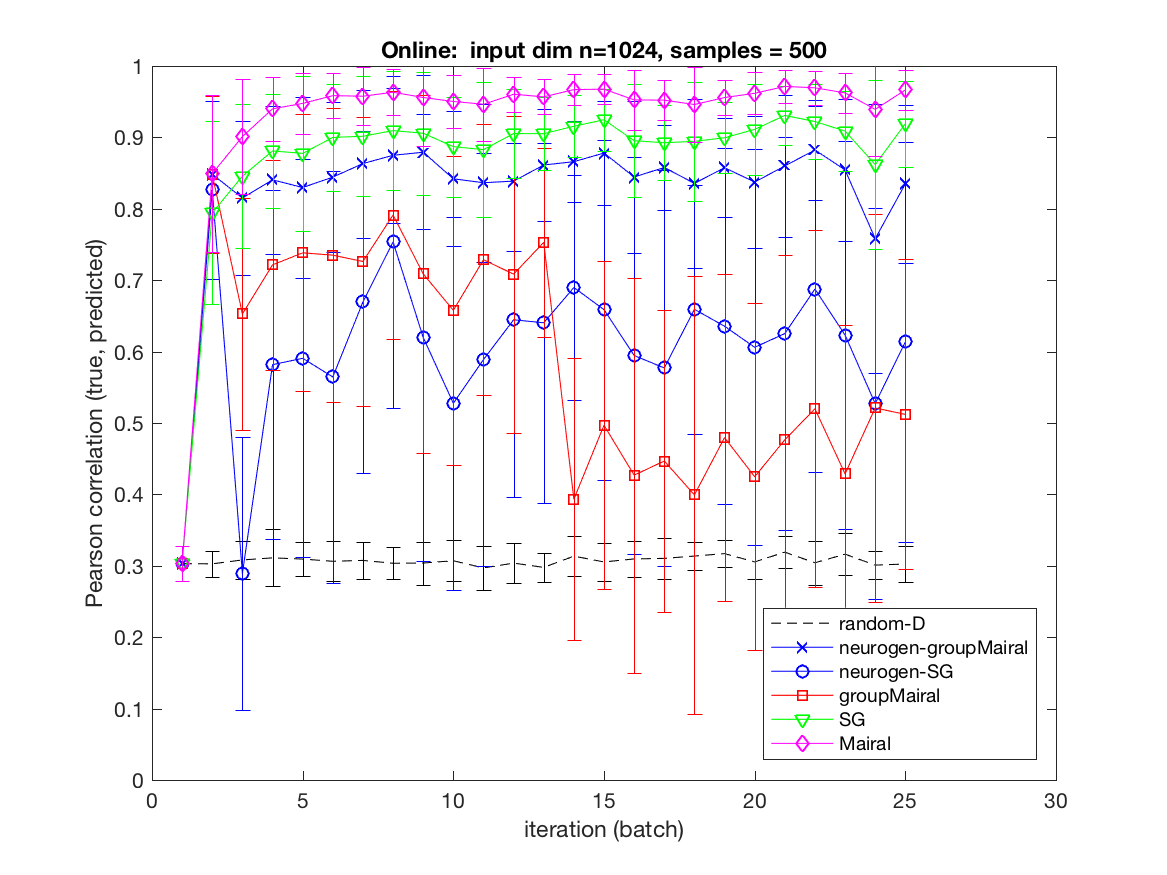 Online:  input dim n=1024, samples = 500
Pearson correlation (true, predicted)
1
0.9
0.8
0.7
0.6
0.5
0.4
0.3
0.2
0.1
0
0 5 10 15 20 25 30
iteration (batch)
random-D
neurogen-groupMairal
neurogen-SG
groupMairal
SG
Mairal